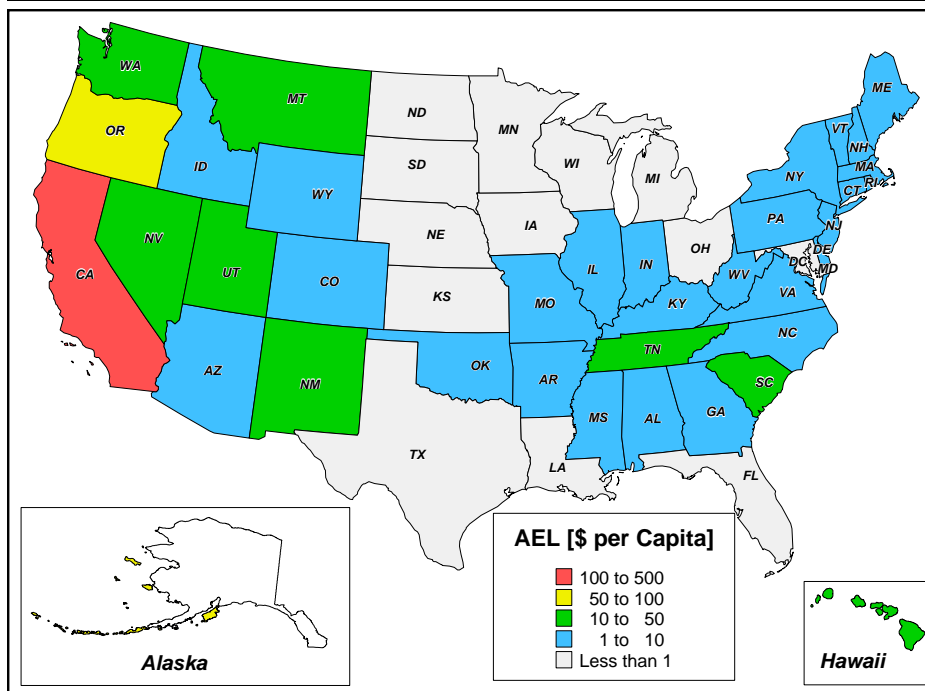 WA
MT
ND
MN
ME
OR
VT
NH
ID
SD
WI
MI
NY
MA
CT RI
WY
PA
NJ
NV
NE
IA
OH
DE
DC
MD
UT
CO
IL
IN
WV
CA
KS
MO
KY
VA
NC
TN
AZ
OK
AR
NM
SC
MS
AL
GA
TX
LA
FL
AEL [$ per Capita]
100 to 500
50 to 100
10 to 50
1 to 10
Less than 1
Alaska
Hawaii